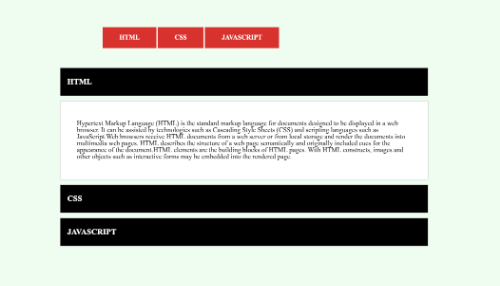 HTML CSS JAVASCRIPT
HTML
Hypertext Markup Language (HTML) is the standard markup language for documents designed to be displayed in a web
browser. It can be assisted by technologies such as Cascading Style Sheets (CSS) and scripting languages such as
JavaScript.Web browsers receive HTML documents from a web server or from local storage and render the documents into
multimedia web pages. HTML describes the structure of a web page semantically and originally included cues for the
appearance of the document.HTML elements are the building blocks of HTML pages. With HTML constructs, images and
other objects such as interactive forms may be embedded into the rendered page.
CSS
JAVASCRIPT